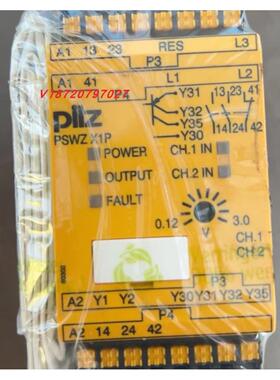 A1 13 23 RES L3
P3
A1 41 L1 L2
Y31 13 23 41
V18720797027
pilz
Y32
PSWZ X1P
Y35
14 24 42
Y30
POWER CH.1 IN
OUTPUT CH.2 IN
FAULT
0.12 3.0
V
CH.1
CH.2
P3
A2 Y1 Y2 Y30 Y31 Y32 Y35
P4
A2 14 24 42